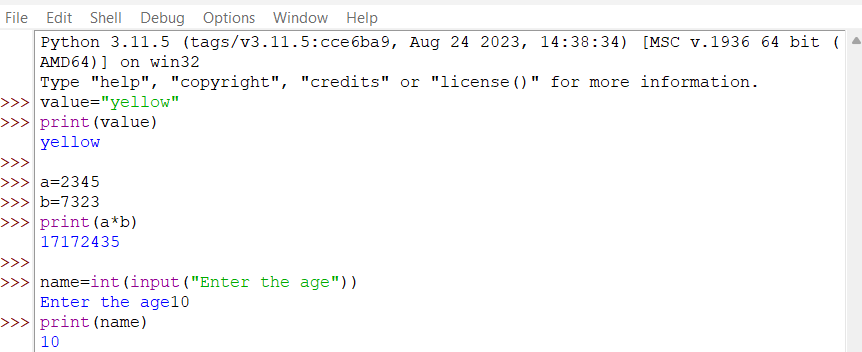 File Edit Shell Debug Options Window Help
Python 3.11.5 (tags/v3.11.5:cce6ba9, Aug 24 2023, 14:38:34) [MSC v.1936 64 bit (
AMD64)] on win32
Type "help", "copyright", "credits" or "license()" for more information.
>>> value="yellow"
>>> print(value)
yellow
>>>
>>> a=2345
>>> b=7323
>>> print(a*b)
17172435
>>>
>>> name=int(input("Enter the age"))
Enter the age10
>>> print(name)
10